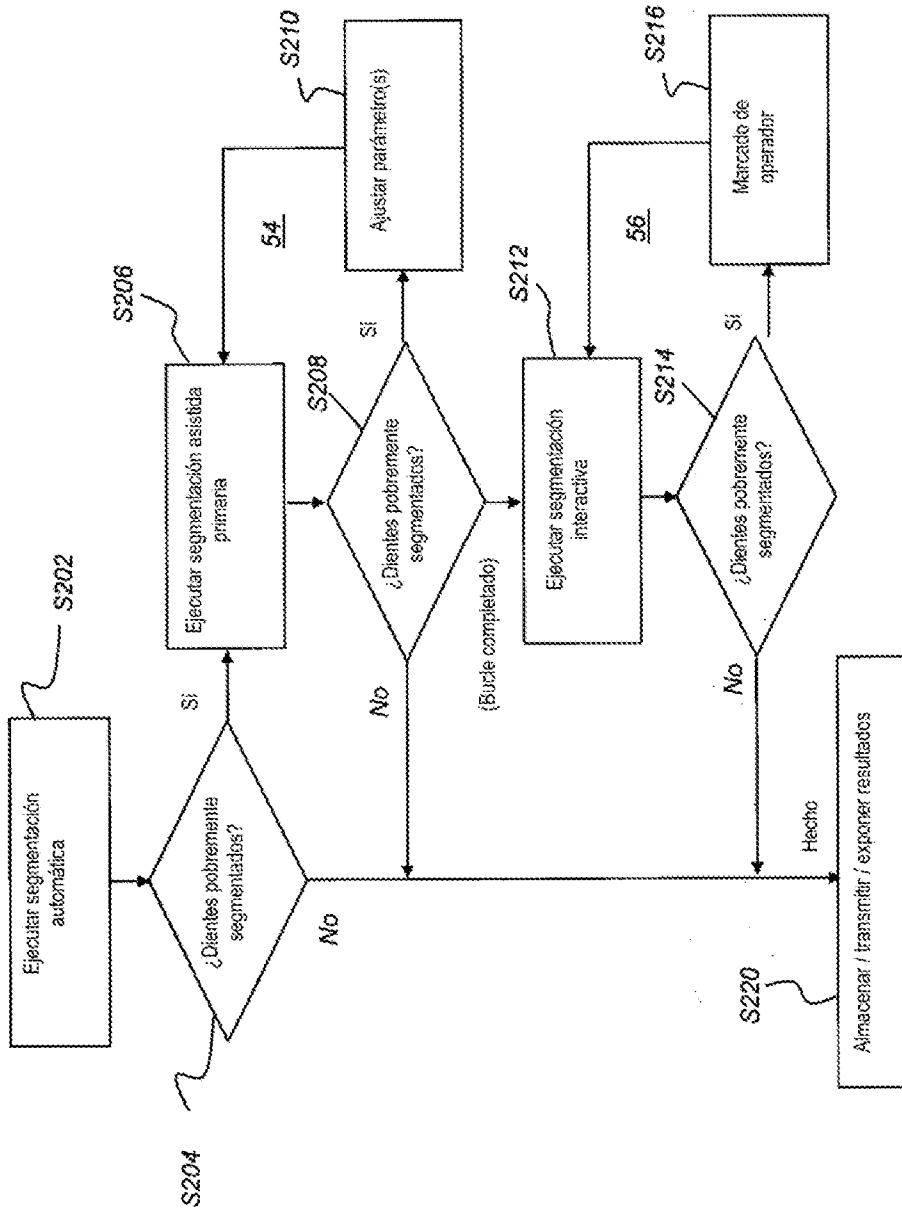 S202
Ejecutar segmentación
automática
S204
¿Dientes pobremente
segmentados?
Sí
No
S206
Ejecutar segmentación asistida
primaria
54
S208
¿Dientes pobremente
segmentados?
Sí
No
S210
Ajustar parámetro(s)
(Bucle completado)
S212
Ejecutar segmentación
interactiva
56
S214
¿Dientes pobremente
segmentados?
Sí
No
S216
Marcado de
operador
Hecho
S220
Almacenar / transmitir / exponer resultados